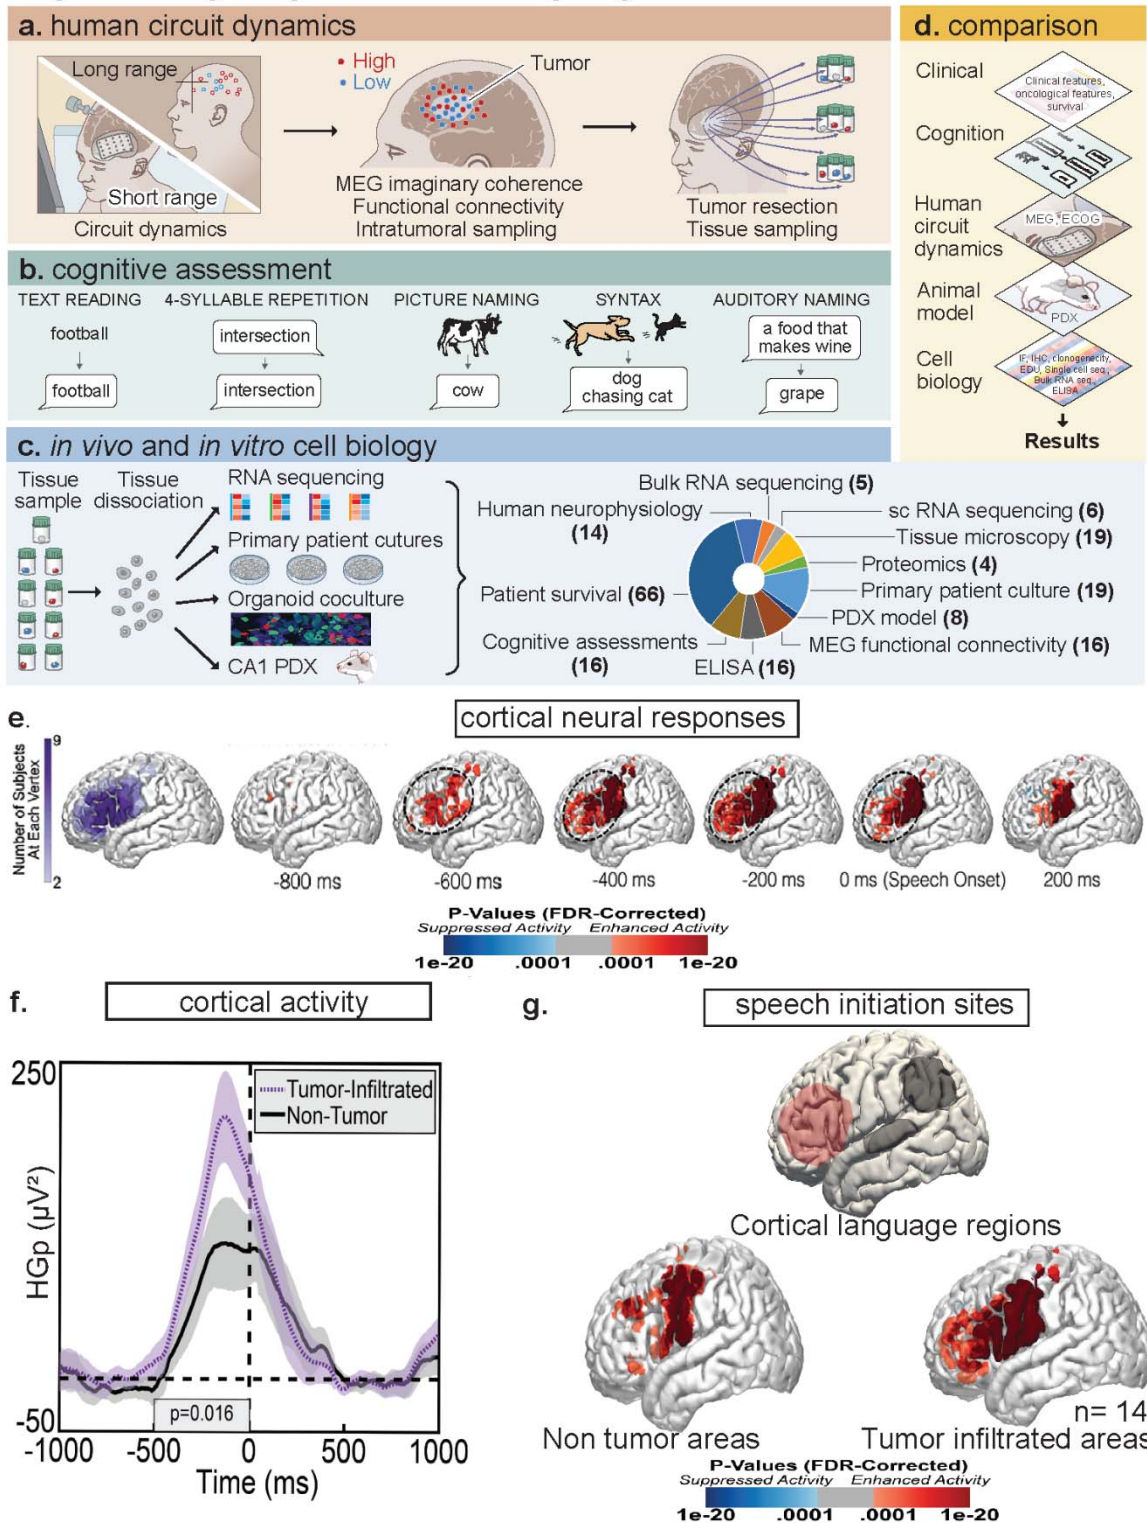 a. human circuit dynamics
Long range
Short range
Circuit dynamics
High
Low
Tumor
MEG imaginary coherence
Functional connectivity
Intratumoral sampling
Tumor resection
Tissue sampling
b. cognitive assessment
TEXT READING
football
football
4-SYLLABLE REPETITION
intersection
intersection
PICTURE NAMING
cow
SYNTAX
dog
chasing cat
AUDITORY NAMING
a food that
makes wine
grape
d. comparison
Clinical
Clinical features,
oncological features,
survival
Cognition
Human
circuit
dynamics
MEG, ECOG
Animal
model
PDX
Cell
biology
IF, IHC, clonogenecity,
EDU, Single cell seq.,
Bulk RNA seq.,
ELISA
Results
c. in vivo and in vitro cell biology
Tissue
sample
Tissue
dissociation
RNA sequencing
Primary patient cutures
Organoid coculture
CA1 PDX
Bulk RNA sequencing (5)
Human neurophysiology
(14)
sc RNA sequencing (6)
Tissue microscopy (19)
Proteomics (4)
Patient survival (66)
Primary patient culture (19)
PDX model (8)
Cognitive assessments
(16)
MEG functional connectivity (16)
ELISA (16)
e.
cortical neural responses
Number of Subjects
At Each Vertex
9
2
-800 ms
-600 ms
-400 ms
-200 ms
0 ms (Speech Onset)
200 ms
P-Values (FDR-Corrected)
Suppressed Activity Enhanced Activity
1e-20 .0001 .0001 1e-20
f.
cortical activity
250
Tumor-Infiltrated
Non-Tumor
HGp (µV²)
p=0.016
-50
-1000 -500 0 500 1000
Time (ms)
g.
speech initiation sites
Cortical language regions
n= 14
Non tumor areas
Tumor infiltrated areas
P-Values (FDR-Corrected)
Suppressed Activity Enhanced Activity
1e-20 .0001 .0001 1e-20